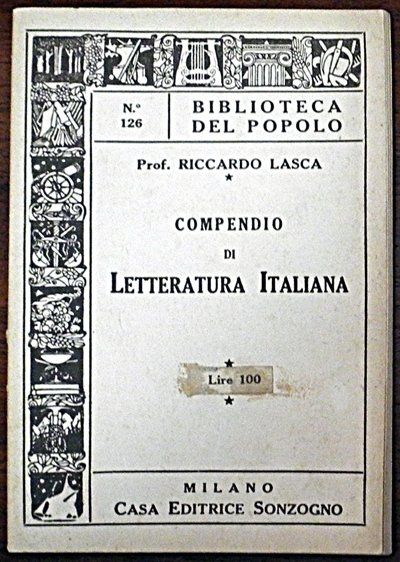 N.º
126
BIBLIOTECA
DEL POPOLO
Prof. RICCARDO LASCA
COMPENDIO
DI
LETTERATURA ITALIANA
Lire 100
MILANO
CASA EDITRICE SONZOGNO